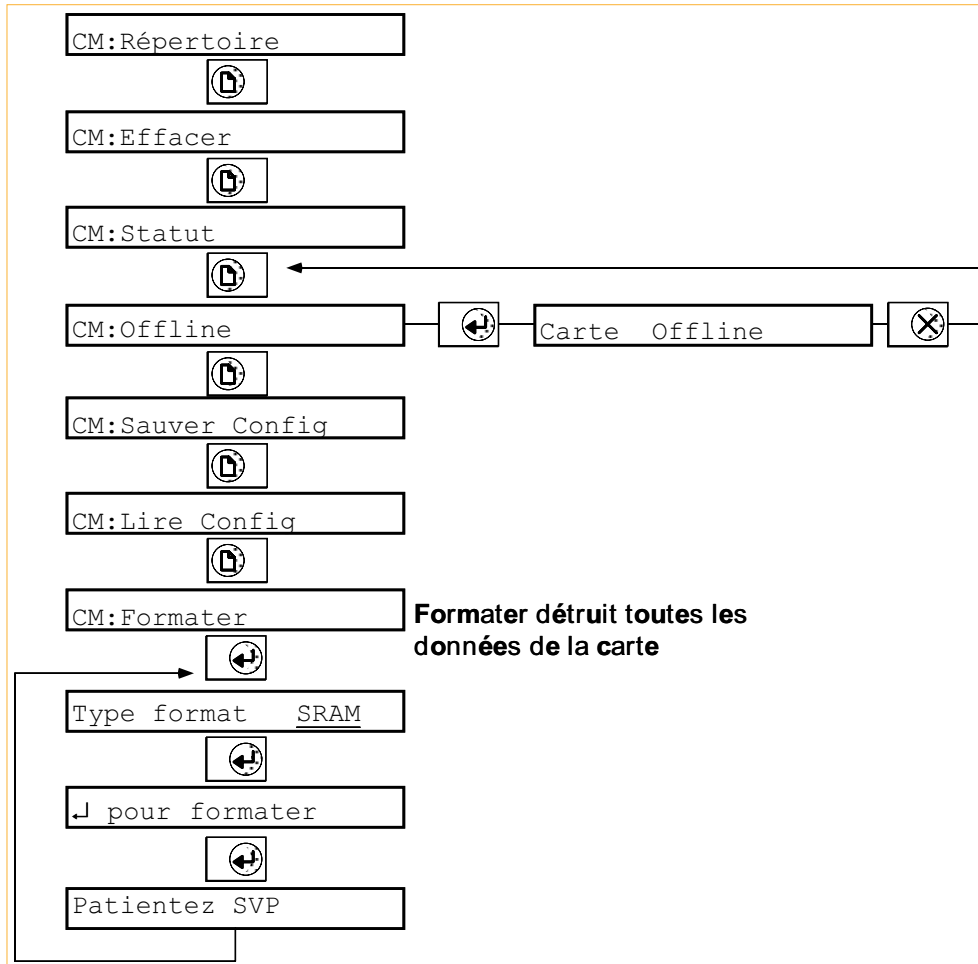 CM:Répertoire
CM:Effacer
CM:Statut
CM:Offline
Carte Offline
CM:Sauver Config
CM:Lire Config
CM:Formater
Formater détruit toutes les
données de la carte
Type format SRAM
↵ pour formater
Patientez SVP